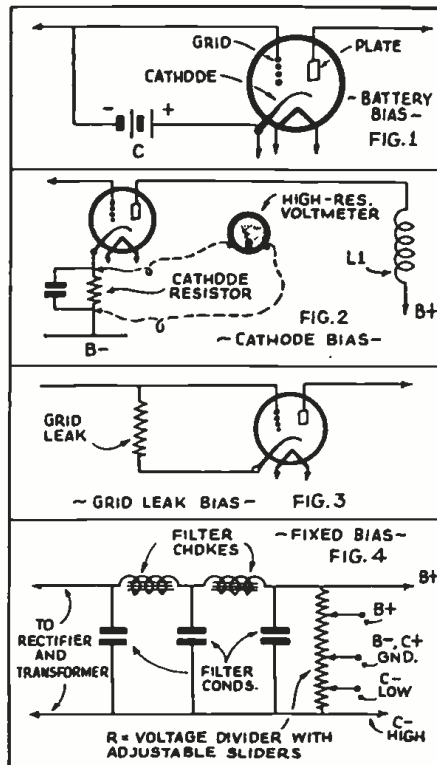 GRID
PLATE
CATHODE
- +
C
~BATTERY
BIAS~
FIG.1
HIGH-RES.
VOLTMETER
L1
CATHODE
RESISTOR
B-
FIG.2
B+
~CATHODE BIAS~
GRID
LEAK
~GRID LEAK BIAS~ FIG.3
FILTER
CHOKES
~FIXED BIAS~
FIG.4
B+
TO
RECTIFIER
AND
TRANSFORMER
FILTER
CONDS.
B+
B-, C+
GND.
C-
LOW
C-
HIGH
R = VOLTAGE DIVIDER WITH
ADJUSTABLE SLIDERS